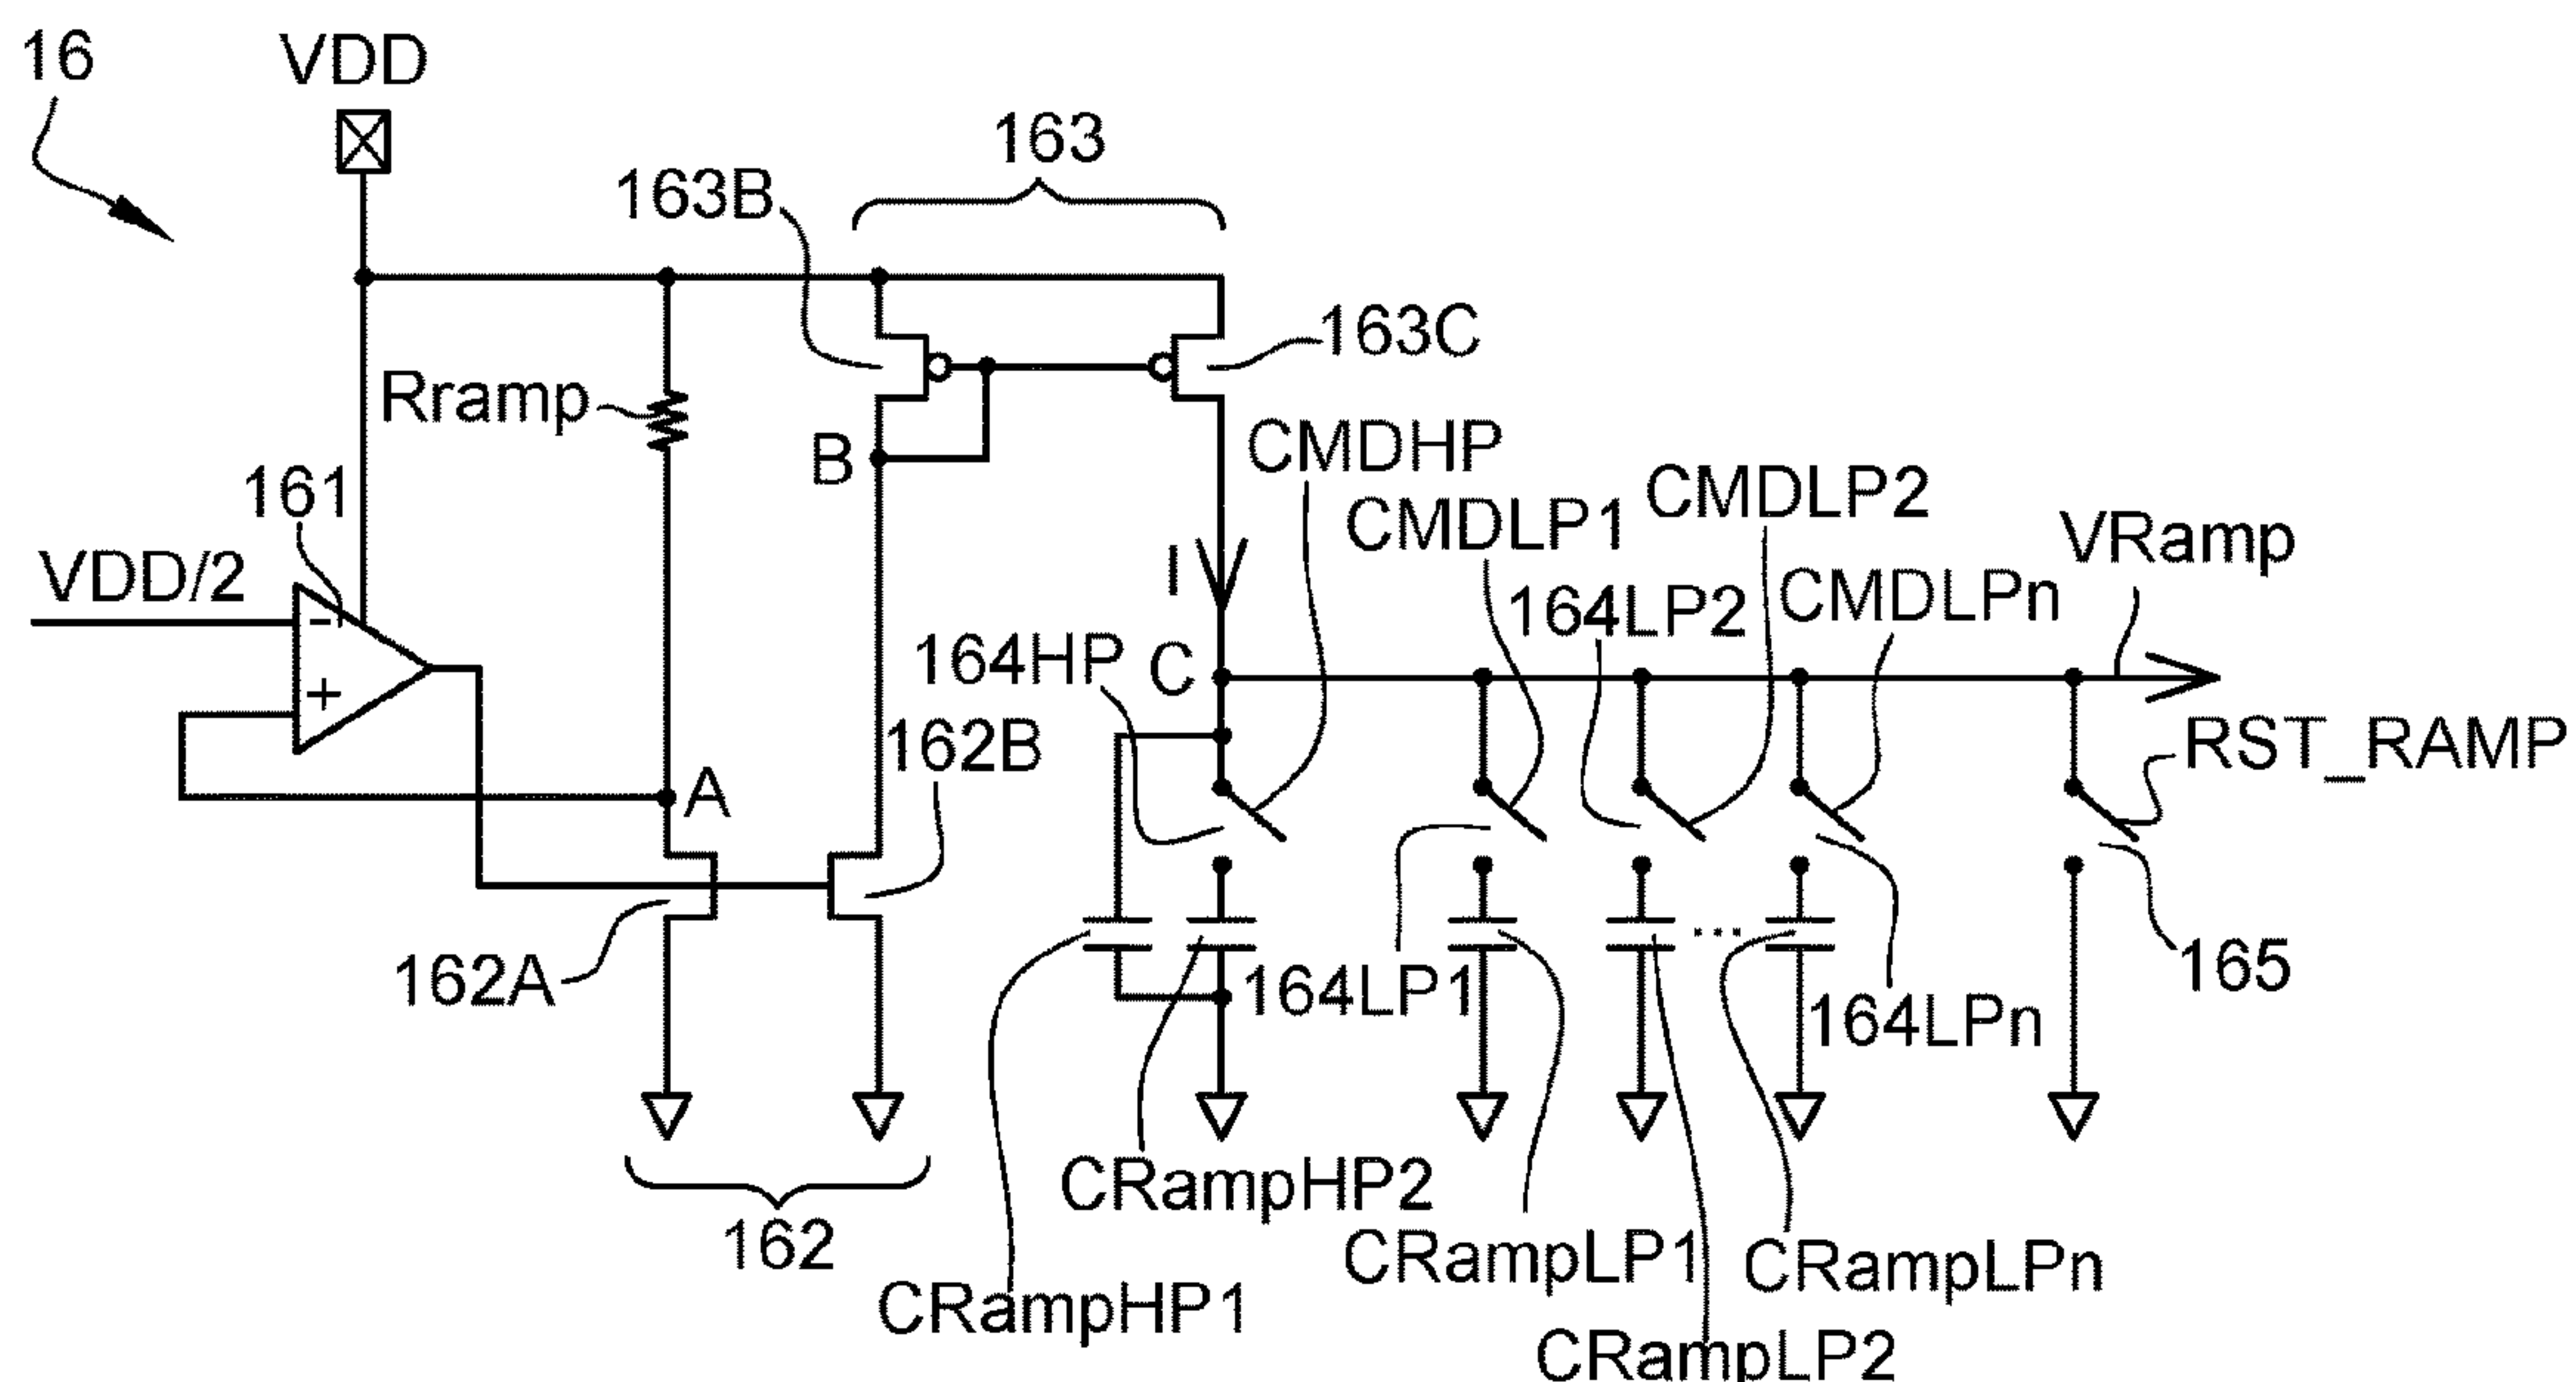 16
VDD
163
163B
163C
Rramp
CMDHP
B
161
CMDLP1
CMDLP2
VRamp
VDD/2
I
164LP2
CMDLPn
-
164HP
C
+
162B
RST_RAMP
A
162A
164LP1
...
165
164LPn
CRampHP2
162
CRampLP1
CRampLPn
CRampHP1
CRampLP2